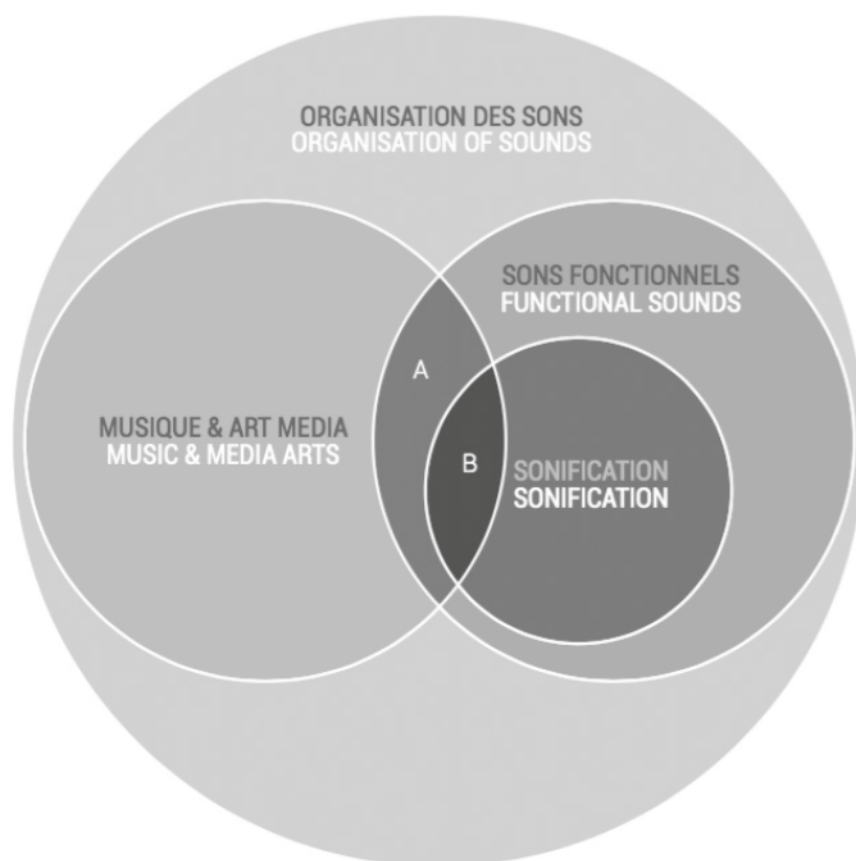 ORGANISATION DES SONS
ORGANISATION OF SOUNDS
SONS FONCTIONNELS
FUNCTIONAL SOUNDS
A
MUSIQUE & ART MEDIA
MUSIC & MEDIA ARTS
B
SONIFICATION
SONIFICATION